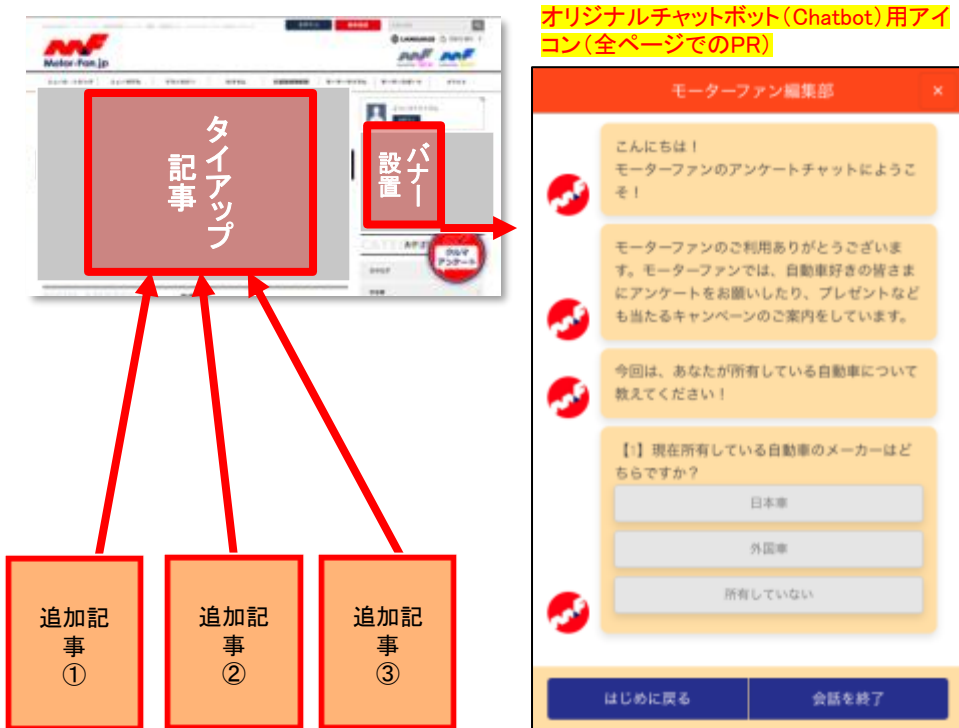 オリジナルチャットボット（Chatbot）用アイ
コン（全ページでのPR）
Motor-Fan.jp
LANGUAGE
タイアップ
記事
バナー
設置
クルマ
アンケート
追加記
事
①
追加記
事
②
追加記
事
③
モーターファン編集部
×
こんにちは！
モーターファンのアンケートチャットにようこ
そ！
モーターファンのご利用ありがとうございま
す。モーターファンでは、自動車好きの皆さま
にアンケートをお願いしたり、プレゼントなど
も当たるキャンペーンのご案内をしています。
今回は、あなたが所有している自動車について
教えてください！
【1】現在所有している自動車のメーカーはど
ちらですか？
日本車
外国車
所有していない
はじめに戻る
会話を終了